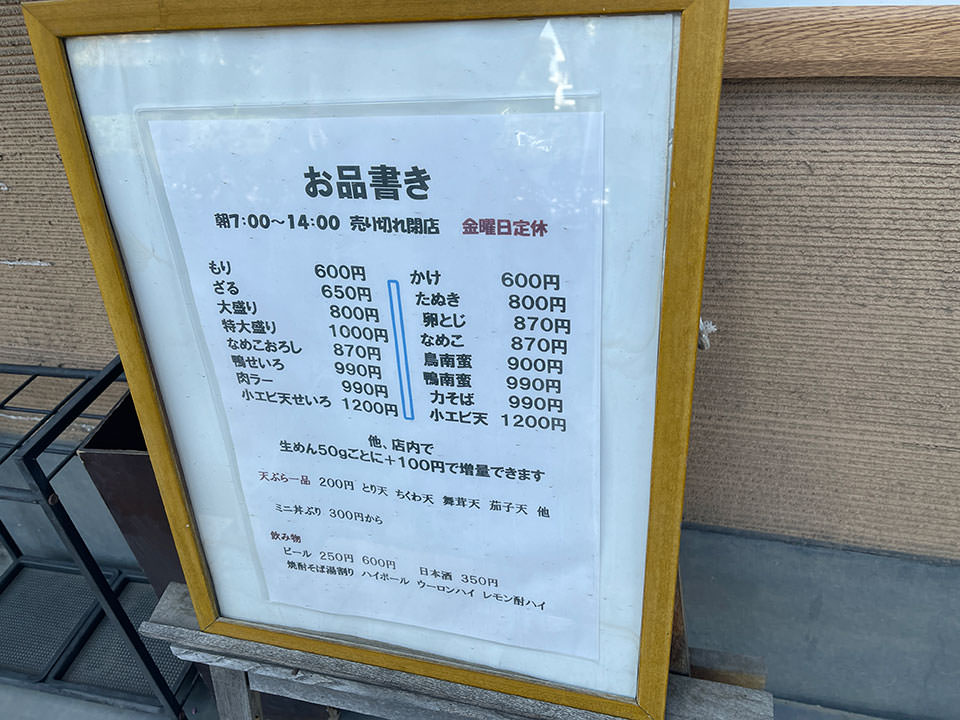 お品書き
朝7:00～14:00 売り切れ閉店 金曜日定休
もり 600円
ざる 650円
大盛り 800円
特大盛り 1000円
なめこおろし 870円
鴨せいろ 990円
肉ラー 990円
小エビ天せいろ 1200円
かけ 600円
たぬき 800円
卵とじ 870円
なめこ 870円
鳥南蛮 900円
鴨南蛮 990円
力そば 990円
小エビ天 1200円
他、店内で
生めん50gごとに＋100円で増量できます
天ぷら一品 200円 とり天 ちくわ天 舞茸天 茄子天 他
ミニ丼ぶり 300円から
飲み物
ビール 250円 600円 日本酒 350円
焼酎そば湯割り ハイボール ウーロンハイ レモン酎ハイ